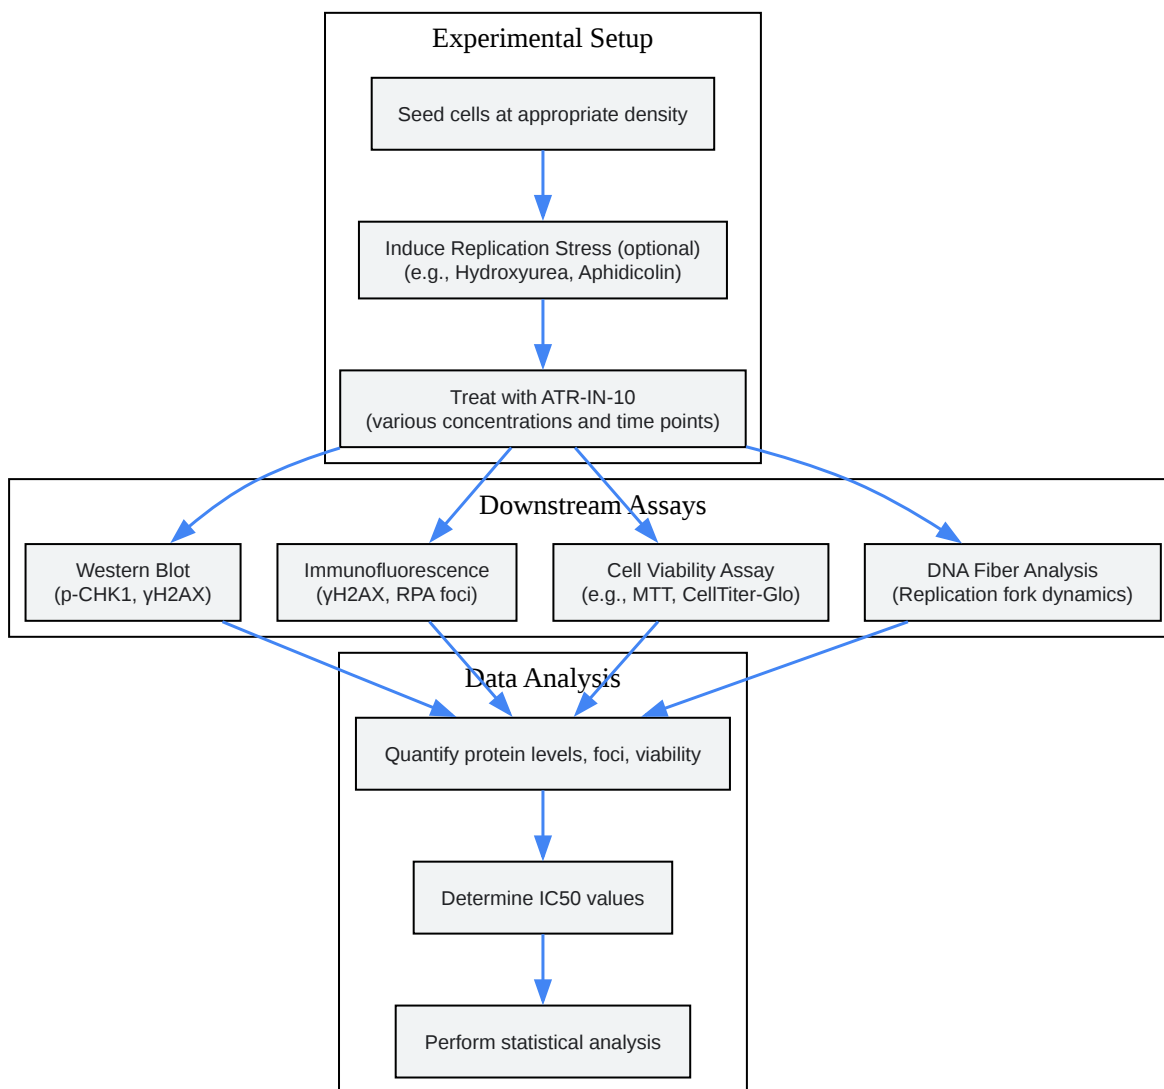 Experimental Setup
Seed cells at appropriate density
Induce Replication Stress (optional)
(e.g., Hydroxyurea, Aphidicolin)
Treat with ATR-IN-10
(various concentrations and time points)
Downstream Assays
Western Blot
(p-CHK1, γH2AX)
Immunofluorescence
(γH2AX, RPA foci)
Cell Viability Assay
(e.g., MTT, CellTiter-Glo)
DNA Fiber Analysis
(Replication fork dynamics)
Data Analysis
Quantify protein levels, foci, viability
Determine IC50 values
Perform statistical analysis